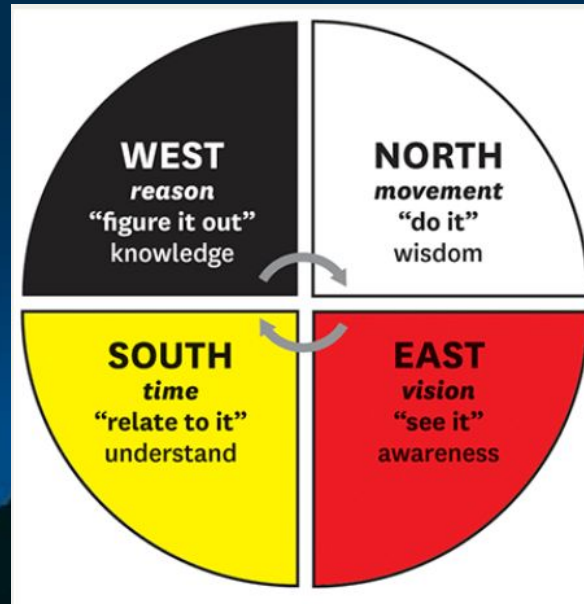 WEST
reason
“figure it out”
knowledge
NORTH
movement
“do it”
wisdom
SOUTH
time
“relate to it”
understand
EAST
vision
“see it”
awareness